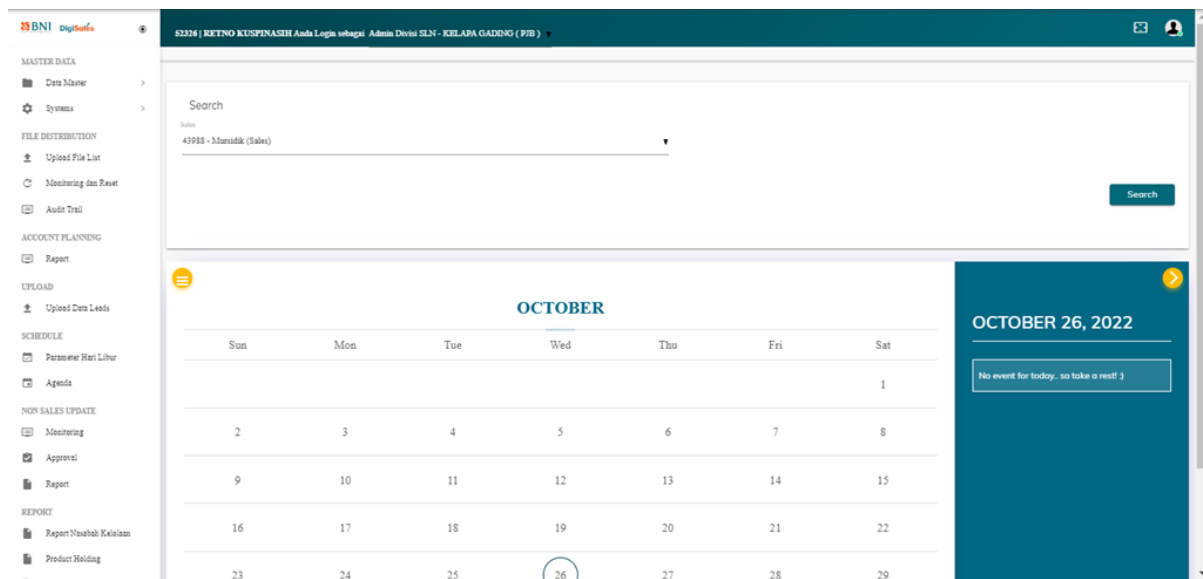 BNI DigiSales
52326 | RETNO KUSPINASIH Anda Login sebagai Admin Divisi SLN - KELAPA GADING ( PJB )
MASTER DATA
Data Master
Systems
FILE DISTRIBUTION
Upload File List
Monitoring dan Reset
Audit Trail
ACCOUNT PLANNING
Report
UPLOAD
Upload Data Leads
SCHEDULE
Parameter Hari Libur
Agenda
NON SALES UPDATE
Monitoring
Approval
Report
REPORT
Report Nasabah Kelolaan
Product Holding
Search
Sales
43988 - Mursidik (Sales)
Search
OCTOBER
Sun Mon Tue Wed Thu Fri Sat
1
2 3 4 5 6 7 8
9 10 11 12 13 14 15
16 17 18 19 20 21 22
23 24 25 26 27 28 29
OCTOBER 26, 2022
No event for today.. so take a rest! :)